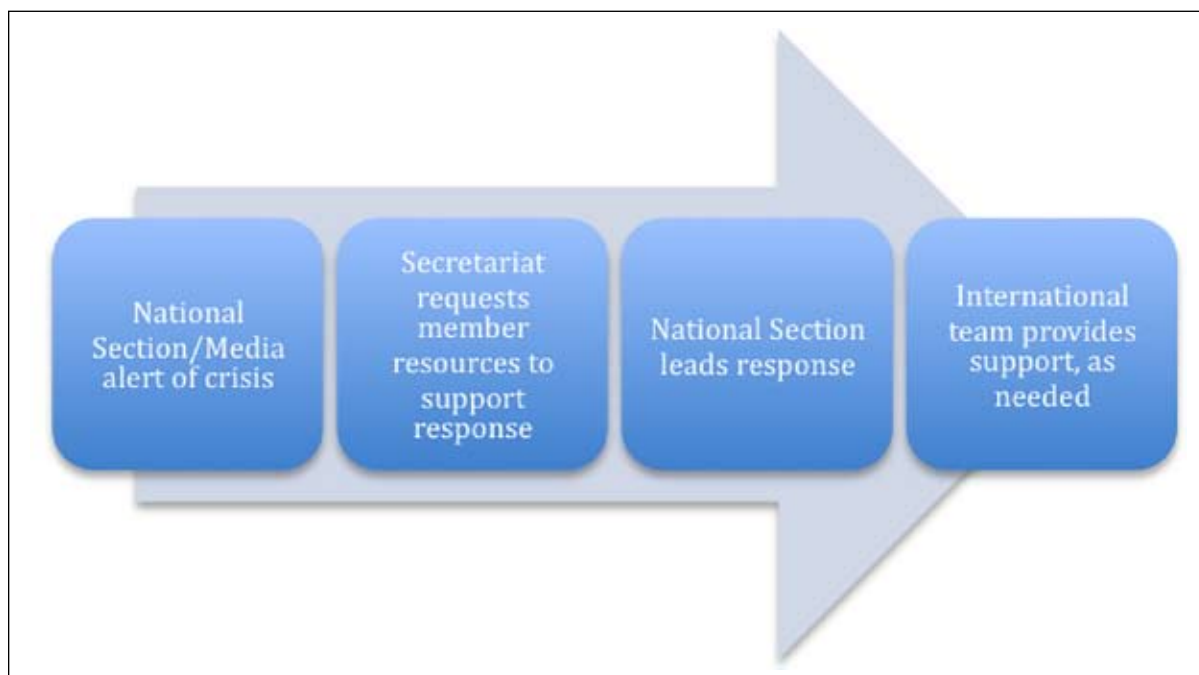 National
Section/Media
alert of crisis
Secretariat
requests
member
resources to
support
response
National Section
leads response
International
team provides
support, as
needed